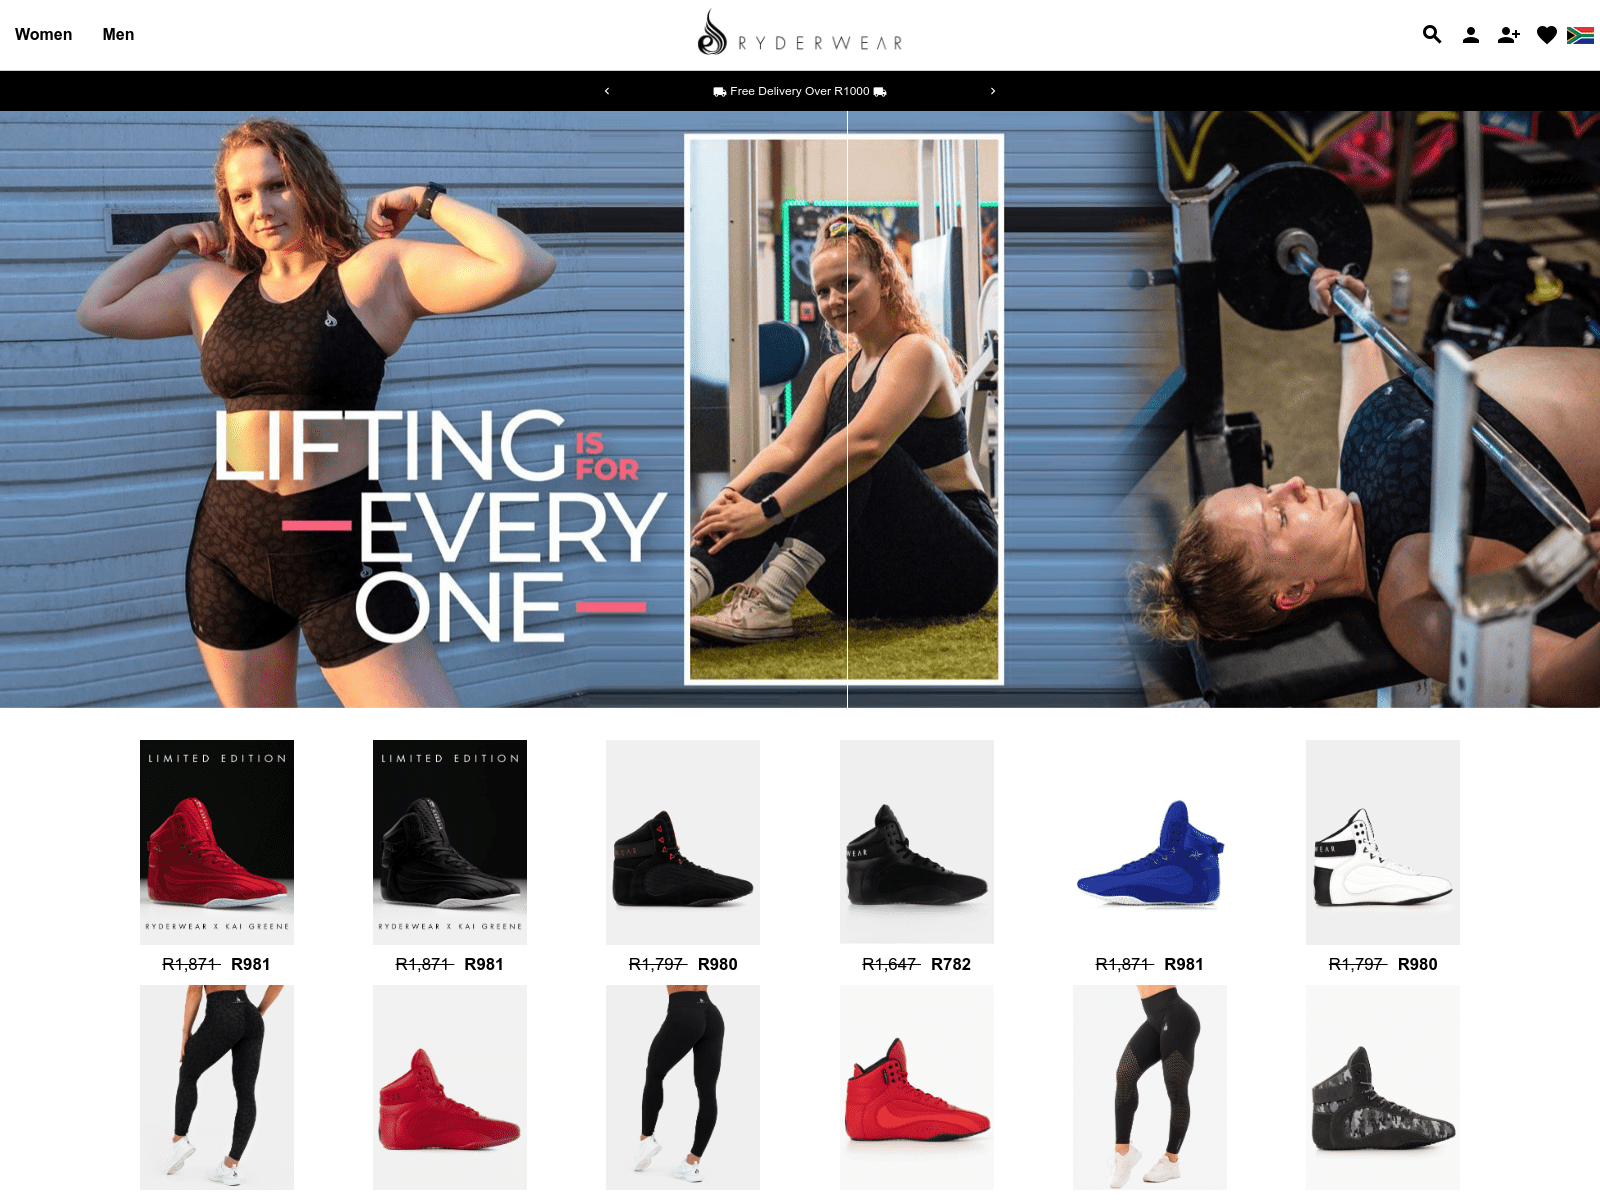 Women Men
RYDERWEAR
Free Delivery Over R1000
LIFTING IS FOR
EVERY
ONE
LIMITED EDITION
RYDERWEAR X KAI GREENE
LIMITED EDITION
RYDERWEAR X KAI GREENE
WEAR
WEAR
R1,871 R981
R1,871 R981
R1,797 R980
R1,647 R782
R1,871 R981
R1,797 R980